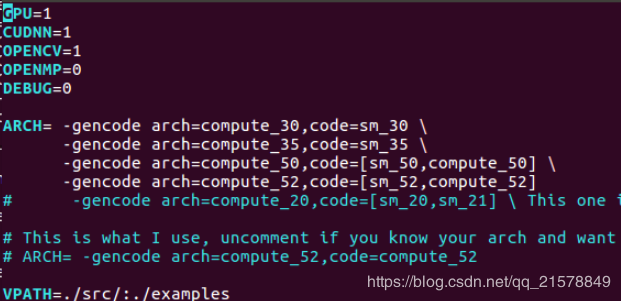 GPU=1
CUDNN=1
OPENCV=1
OPENMP=0
DEBUG=0
ARCH= -gencode arch=compute_30,code=sm_30 \
-gencode arch=compute_35,code=sm_35 \
-gencode arch=compute_50,code=[sm_50,compute_50] \
-gencode arch=compute_52,code=[sm_52,compute_52]
# -gencode arch=compute_20,code=[sm_20,sm_21] \ This one i
# This is what I use, uncomment if you know your arch and want
# ARCH= -gencode arch=compute_52,code=compute_52
https://blog.csdn.net/qq_21578849
VPATH=./src/:./examples